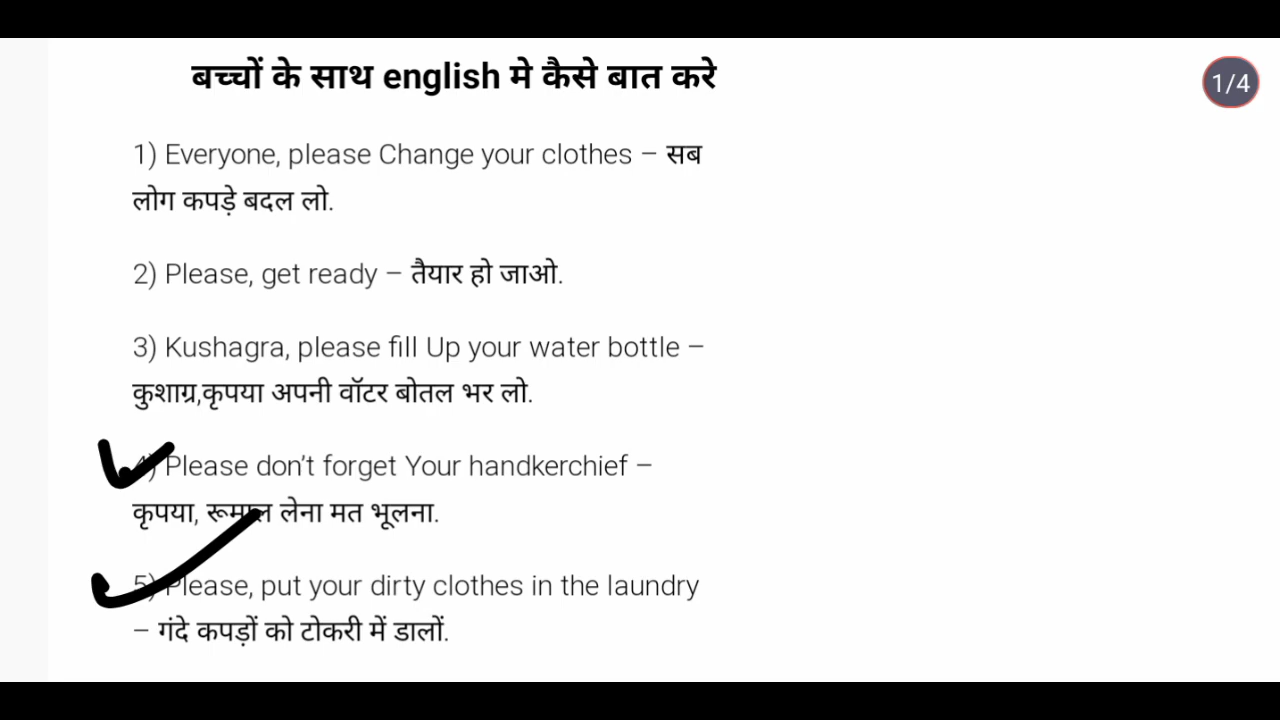 बच्चों के साथ english मे कैसे बात करे
1/4
1) Everyone, please Change your clothes – सब
लोग कपड़े बदल लो.
2) Please, get ready – तैयार हो जाओ.
3) Kushagra, please fill Up your water bottle –
कुशाग्र,कृपया अपनी वॉटर बोतल भर लो.
4) Please don't forget Your handkerchief –
कृपया, रूमाल लेना मत भूलना.
5) Please, put your dirty clothes in the laundry
– गंदे कपड़ों को टोकरी में डालों.